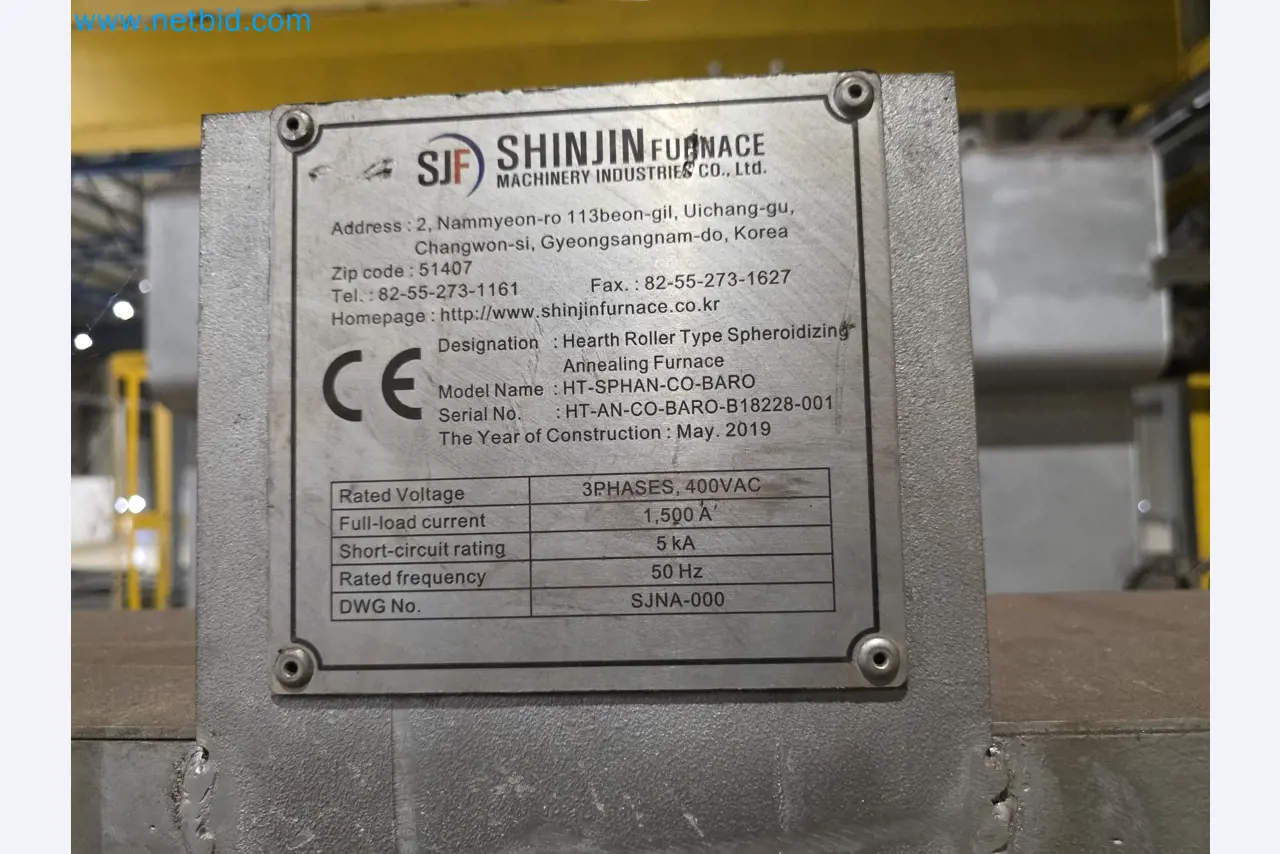 www.netbid.com
SJF SHINJIN FURNACE
MACHINERY INDUSTRIES CO., Ltd.
Address : 2, Nammyeon-ro 113beon-gil, Uichang-gu,
Changwon-si, Gyeongsangnam-do, Korea
Zip code : 51407
Tel. : 82-55-273-1161 Fax. : 82-55-273-1627
Homepage : http://www.shinjinfurnace.co.kr
CE
Designation : Hearth Roller Type Spheroidizing
Annealing Furnace
Model Name : HT-SPHAN-CO-BARO
Serial No. : HT-AN-CO-BARO-B18228-001
The Year of Construction : May. 2019
Rated Voltage 3PHASES, 400VAC
Full-load current 1,500 A
Short-circuit rating 5 kA
Rated frequency 50 Hz
DWG No. SJNA-000